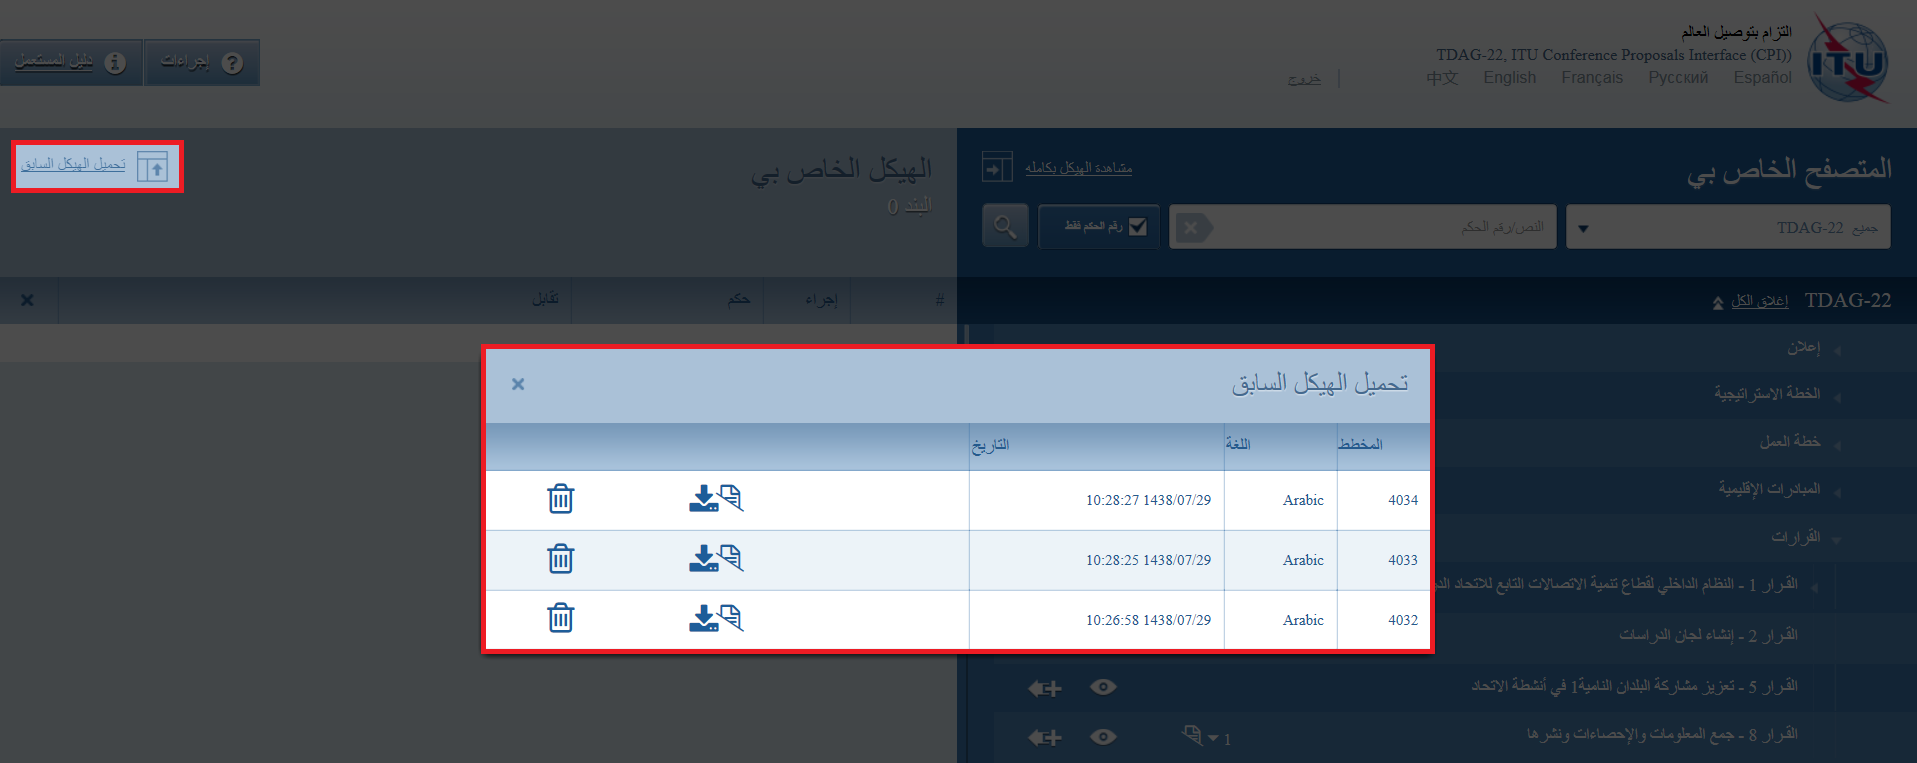 التزام بتوصيل العالم
TDAG-22, ITU Conference Proposals Interface (CPI))
中文 English Français Русский Español
خروج
ITU
إجراءات
دليل المستعمل
المتصفح الخاص بي
مشاهدة الهيكل بكامله
جميع TDAG-22
النص/رقم الحكم
رقم الحكم فقط
الهيكل الخاص بي
البند 0
تحميل الهيكل السابق
TDAG-22 إغلاق الكل
# إجراء حكم تقابل
إعلان
الخطة الاستراتيجية
خطة العمل
المبادرات الإقليمية
القرارات
القرار 1 - النظام الداخلي لقطاع تنمية الاتصالات التابع للاتحاد
القرار 2 - إنشاء لجان الدراسات
القرار 5 - تعزيز مشاركة البلدان النامية1 في أنشطة الاتحاد
القرار 8 - جمع المعلومات والإحصاءات ونشرها
1
تحميل الهيكل السابق
المخطط اللغة التاريخ
4034 Arabic 10:28:27 1438/07/29
4033 Arabic 10:28:25 1438/07/29
4032 Arabic 10:26:58 1438/07/29